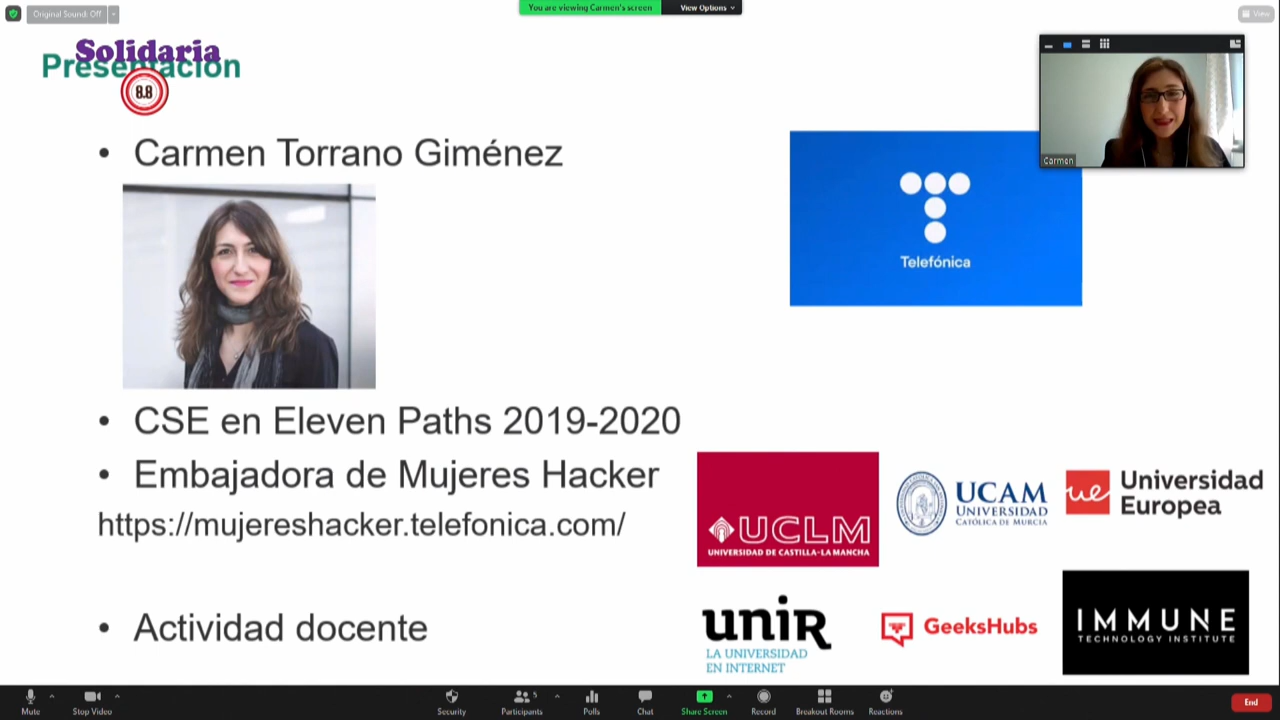 Original Sound: Off
You are viewing Carmen's screen
View Options
View
Solidaria
Presentación
8.8
• Carmen Torrano Giménez
Carmen
Telefónica
• CSE en Eleven Paths 2019-2020
• Embajadora de Mujeres Hacker
https://mujereshacker.telefonica.com/
• Actividad docente
UCLM
UNIVERSIDAD DE CASTILLA-LA MANCHA
UCAM
UNIVERSIDAD
CATÓLICA DE MURCIA
ue
Universidad
Europea
uniR
LA UNIVERSIDAD
EN INTERNET
GeeksHubs
IMMUNE
TECHNOLOGY INSTITUTE
Mute
Stop Video
Security
Participants
5
Polls
Chat
Share Screen
Record
Breakout Rooms
Reactions
End